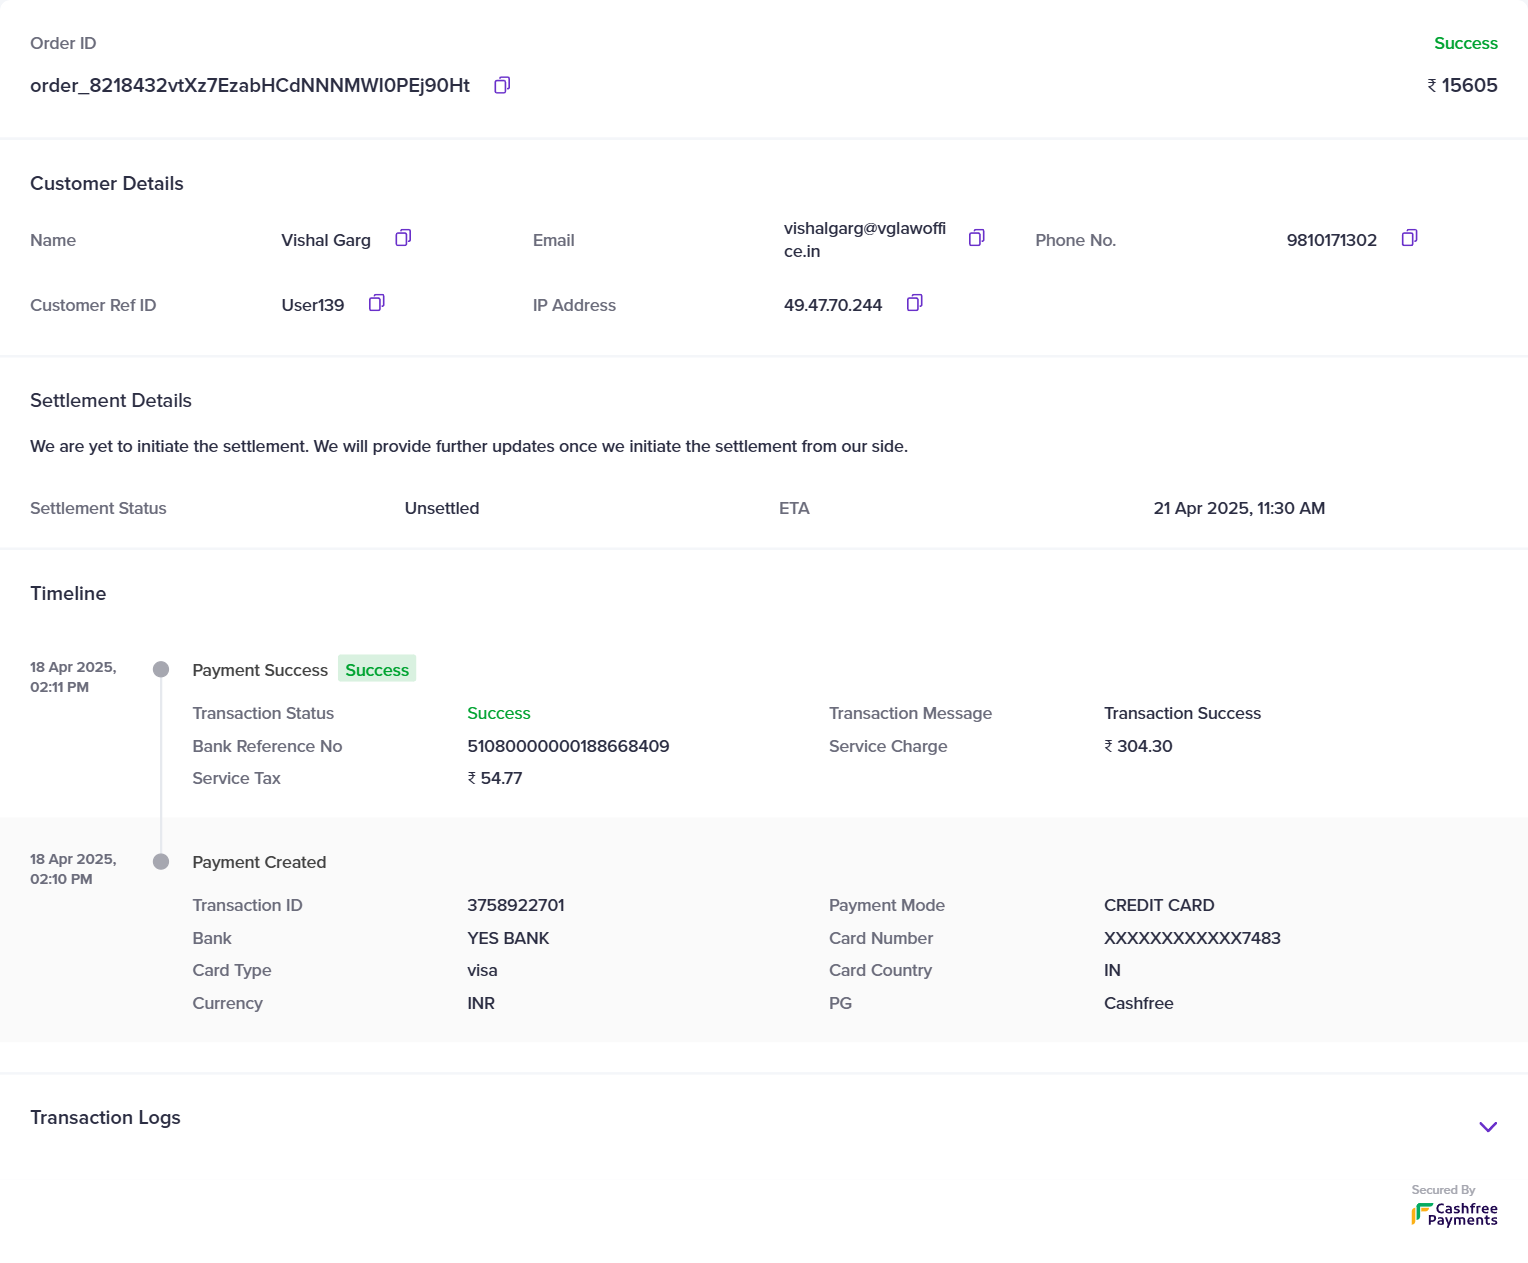 Order ID
Success
order_8218432vtXz7EzabHCdNNNMWI0PEj90Ht
₹ 15605
Customer Details
Name
Vishal Garg
Email
vishalgarg@vglawoffi
ce.in
Phone No.
9810171302
Customer Ref ID
User139
IP Address
49.47.70.244
Settlement Details
We are yet to initiate the settlement. We will provide further updates once we initiate the settlement from our side.
Settlement Status
Unsettled
ETA
21 Apr 2025, 11:30 AM
Timeline
18 Apr 2025,
02:11 PM
Payment Success
Success
Transaction Status
Success
Transaction Message
Transaction Success
Bank Reference No
51080000000188668409
Service Charge
₹ 304.30
Service Tax
₹ 54.77
18 Apr 2025,
02:10 PM
Payment Created
Transaction ID
3758922701
Payment Mode
CREDIT CARD
Bank
YES BANK
Card Number
XXXXXXXXXXXX7483
Card Type
visa
Card Country
IN
Currency
INR
PG
Cashfree
Transaction Logs
Secured By
Cashfree
Payments